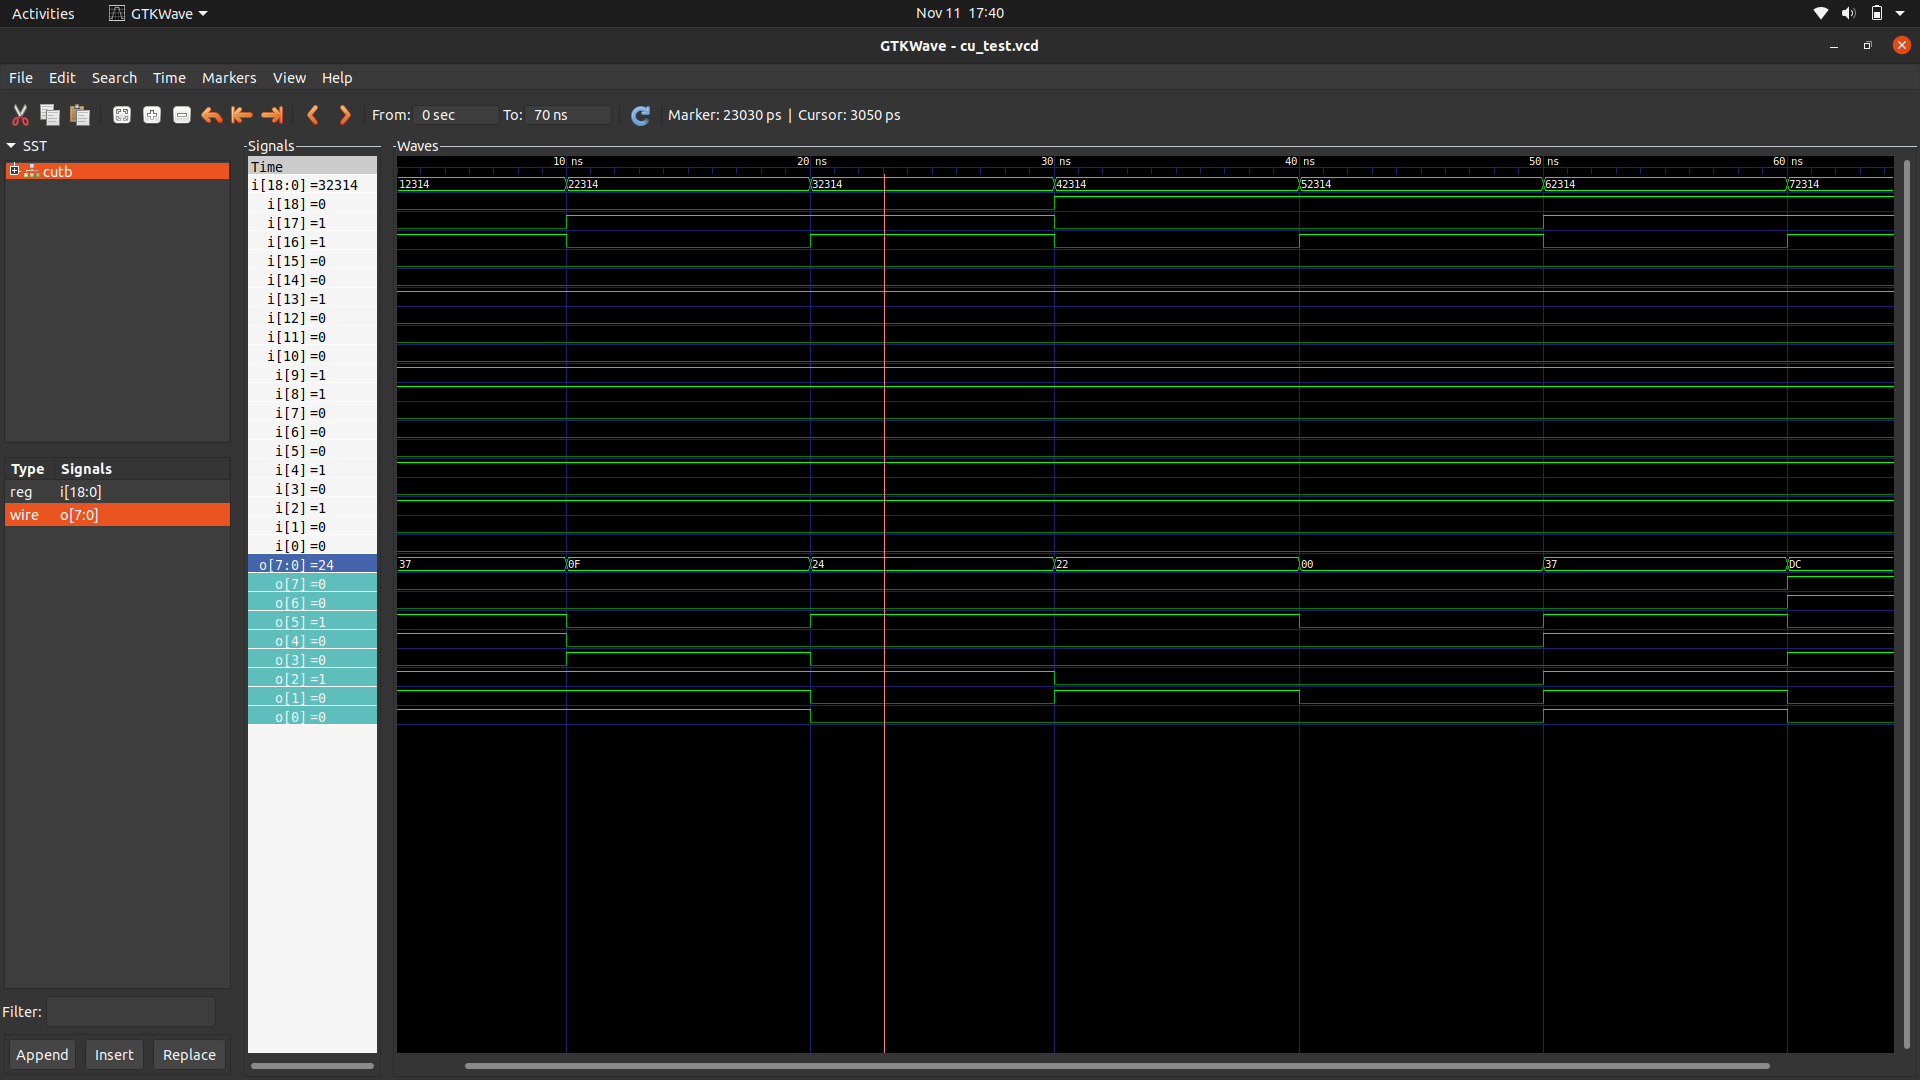 Activities GTKWave Nov 11 17:40
GTKWave - cu_test.vcd
File Edit Search Time Markers View Help
From: 0 sec To: 70 ns Marker: 23030 ps | Cursor: 3050 ps
SST
cutb
Type Signals
reg i[18:0]
wire o[7:0]
Filter:
Append Insert Replace
Signals
Time
i[18:0]=32314
i[18]=0
i[17]=1
i[16]=1
i[15]=0
i[14]=0
i[13]=1
i[12]=0
i[11]=0
i[10]=0
i[9]=1
i[8]=1
i[7]=0
i[6]=0
i[5]=0
i[4]=1
i[3]=0
i[2]=1
i[1]=0
i[0]=0
o[7:0]=24
o[7]=0
o[6]=0
o[5]=1
o[4]=0
o[3]=0
o[2]=1
o[1]=0
o[0]=0
Waves
10 ns 20 ns 30 ns 40 ns 50 ns 60 ns
12314 22314 32314 42314 52314 62314 72314
37 0F 24 22 00 37 DC